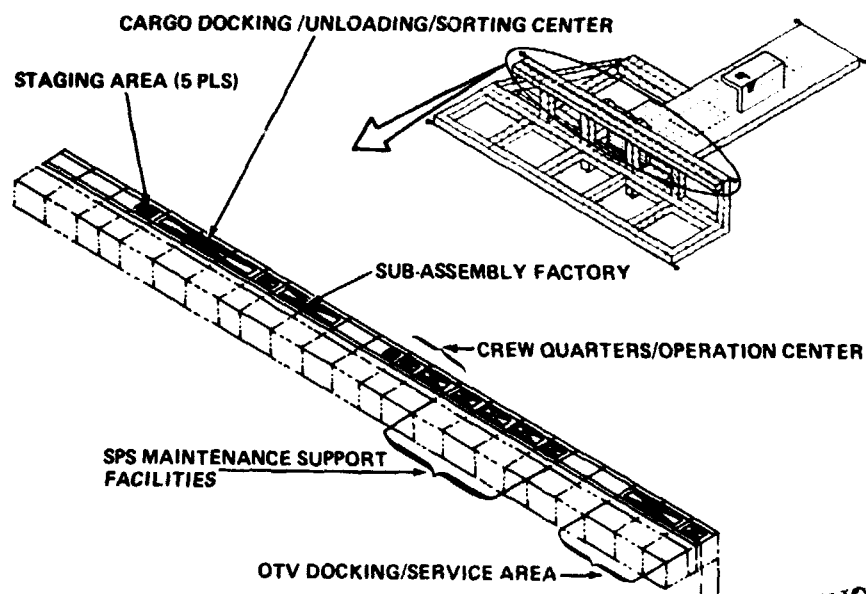 CARGO DOCKING /UNLOADING/SORTING CENTER
STAGING AREA (5 PLS)
SUB-ASSEMBLY FACTORY
CREW QUARTERS/OPERATION CENTER
SPS MAINTENANCE SUPPORT
FACILITIES
OTV DOCKING/SERVICE AREA